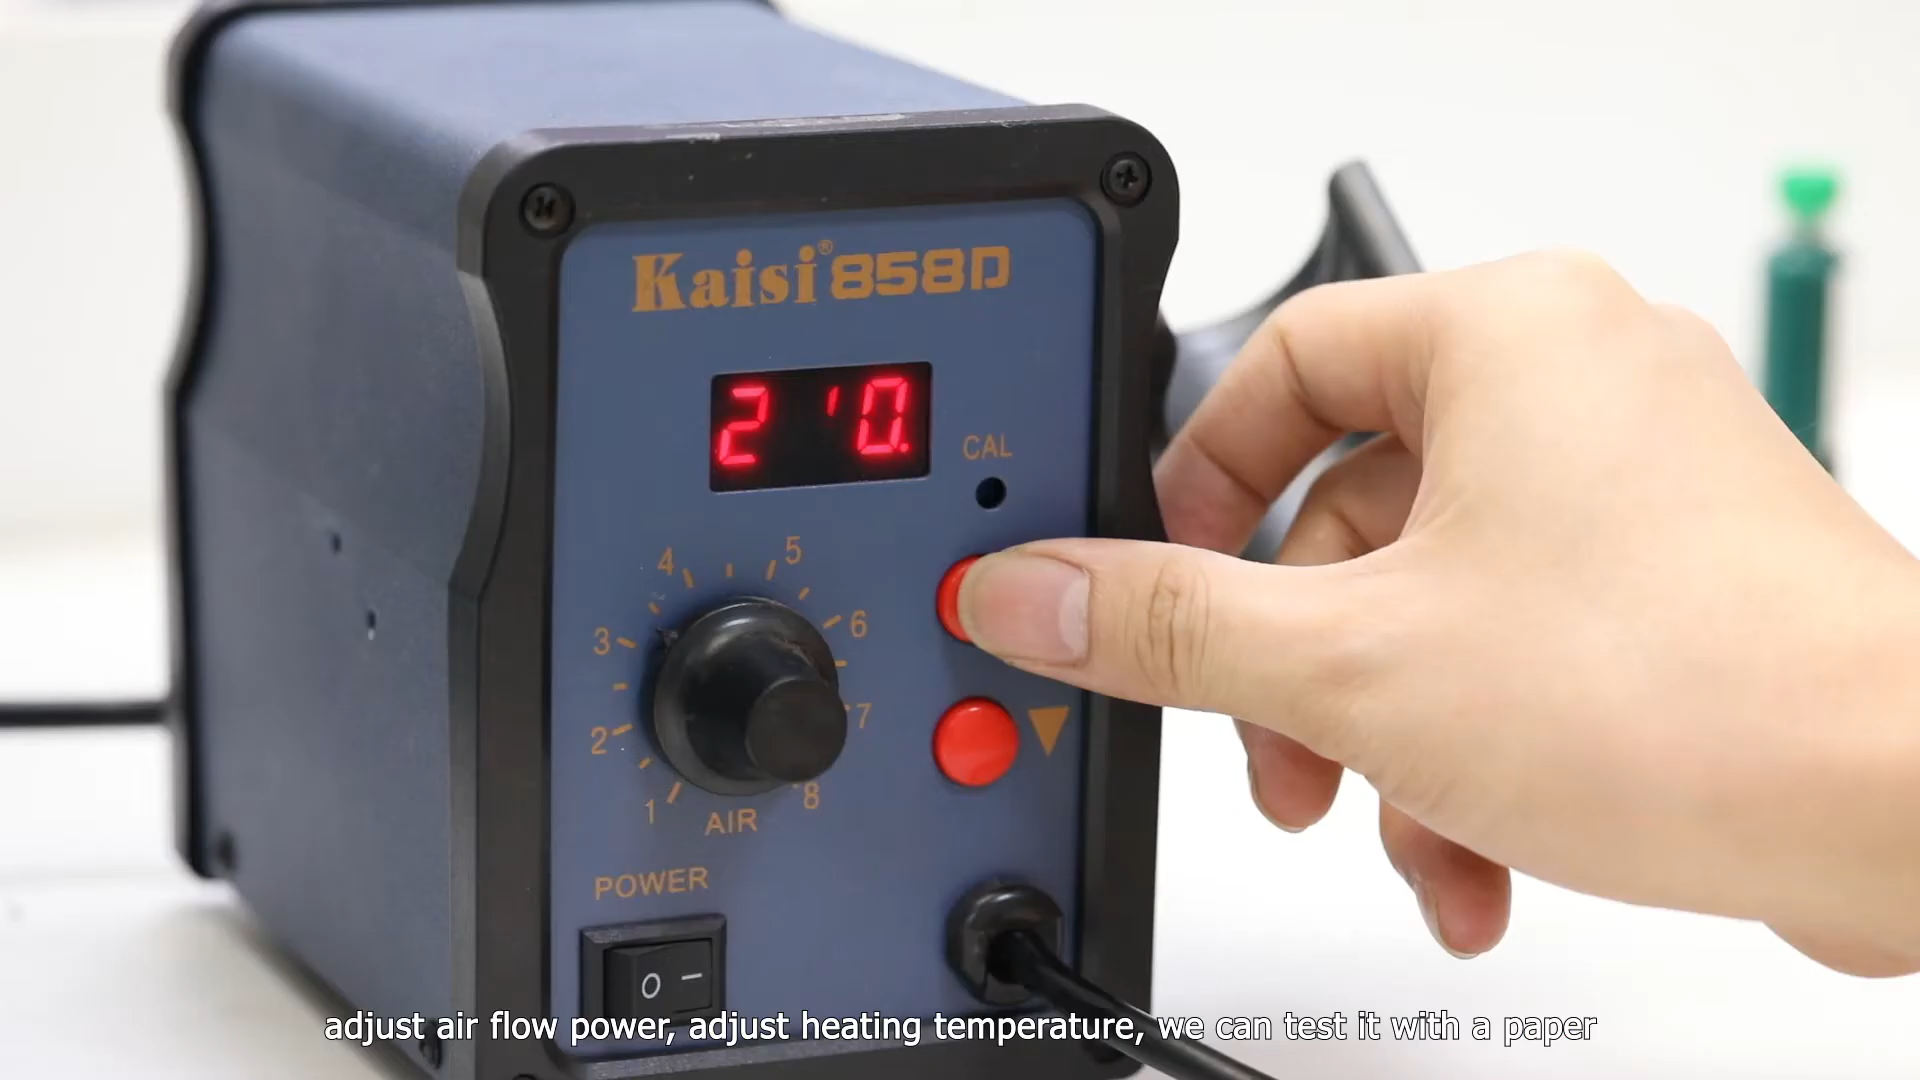 Kaisi® 858D
2 '0.
CAL
4 5
3 6
2 7
1 8
AIR
POWER
O –
adjust air flow power, adjust heating temperature, we can test it with a paper